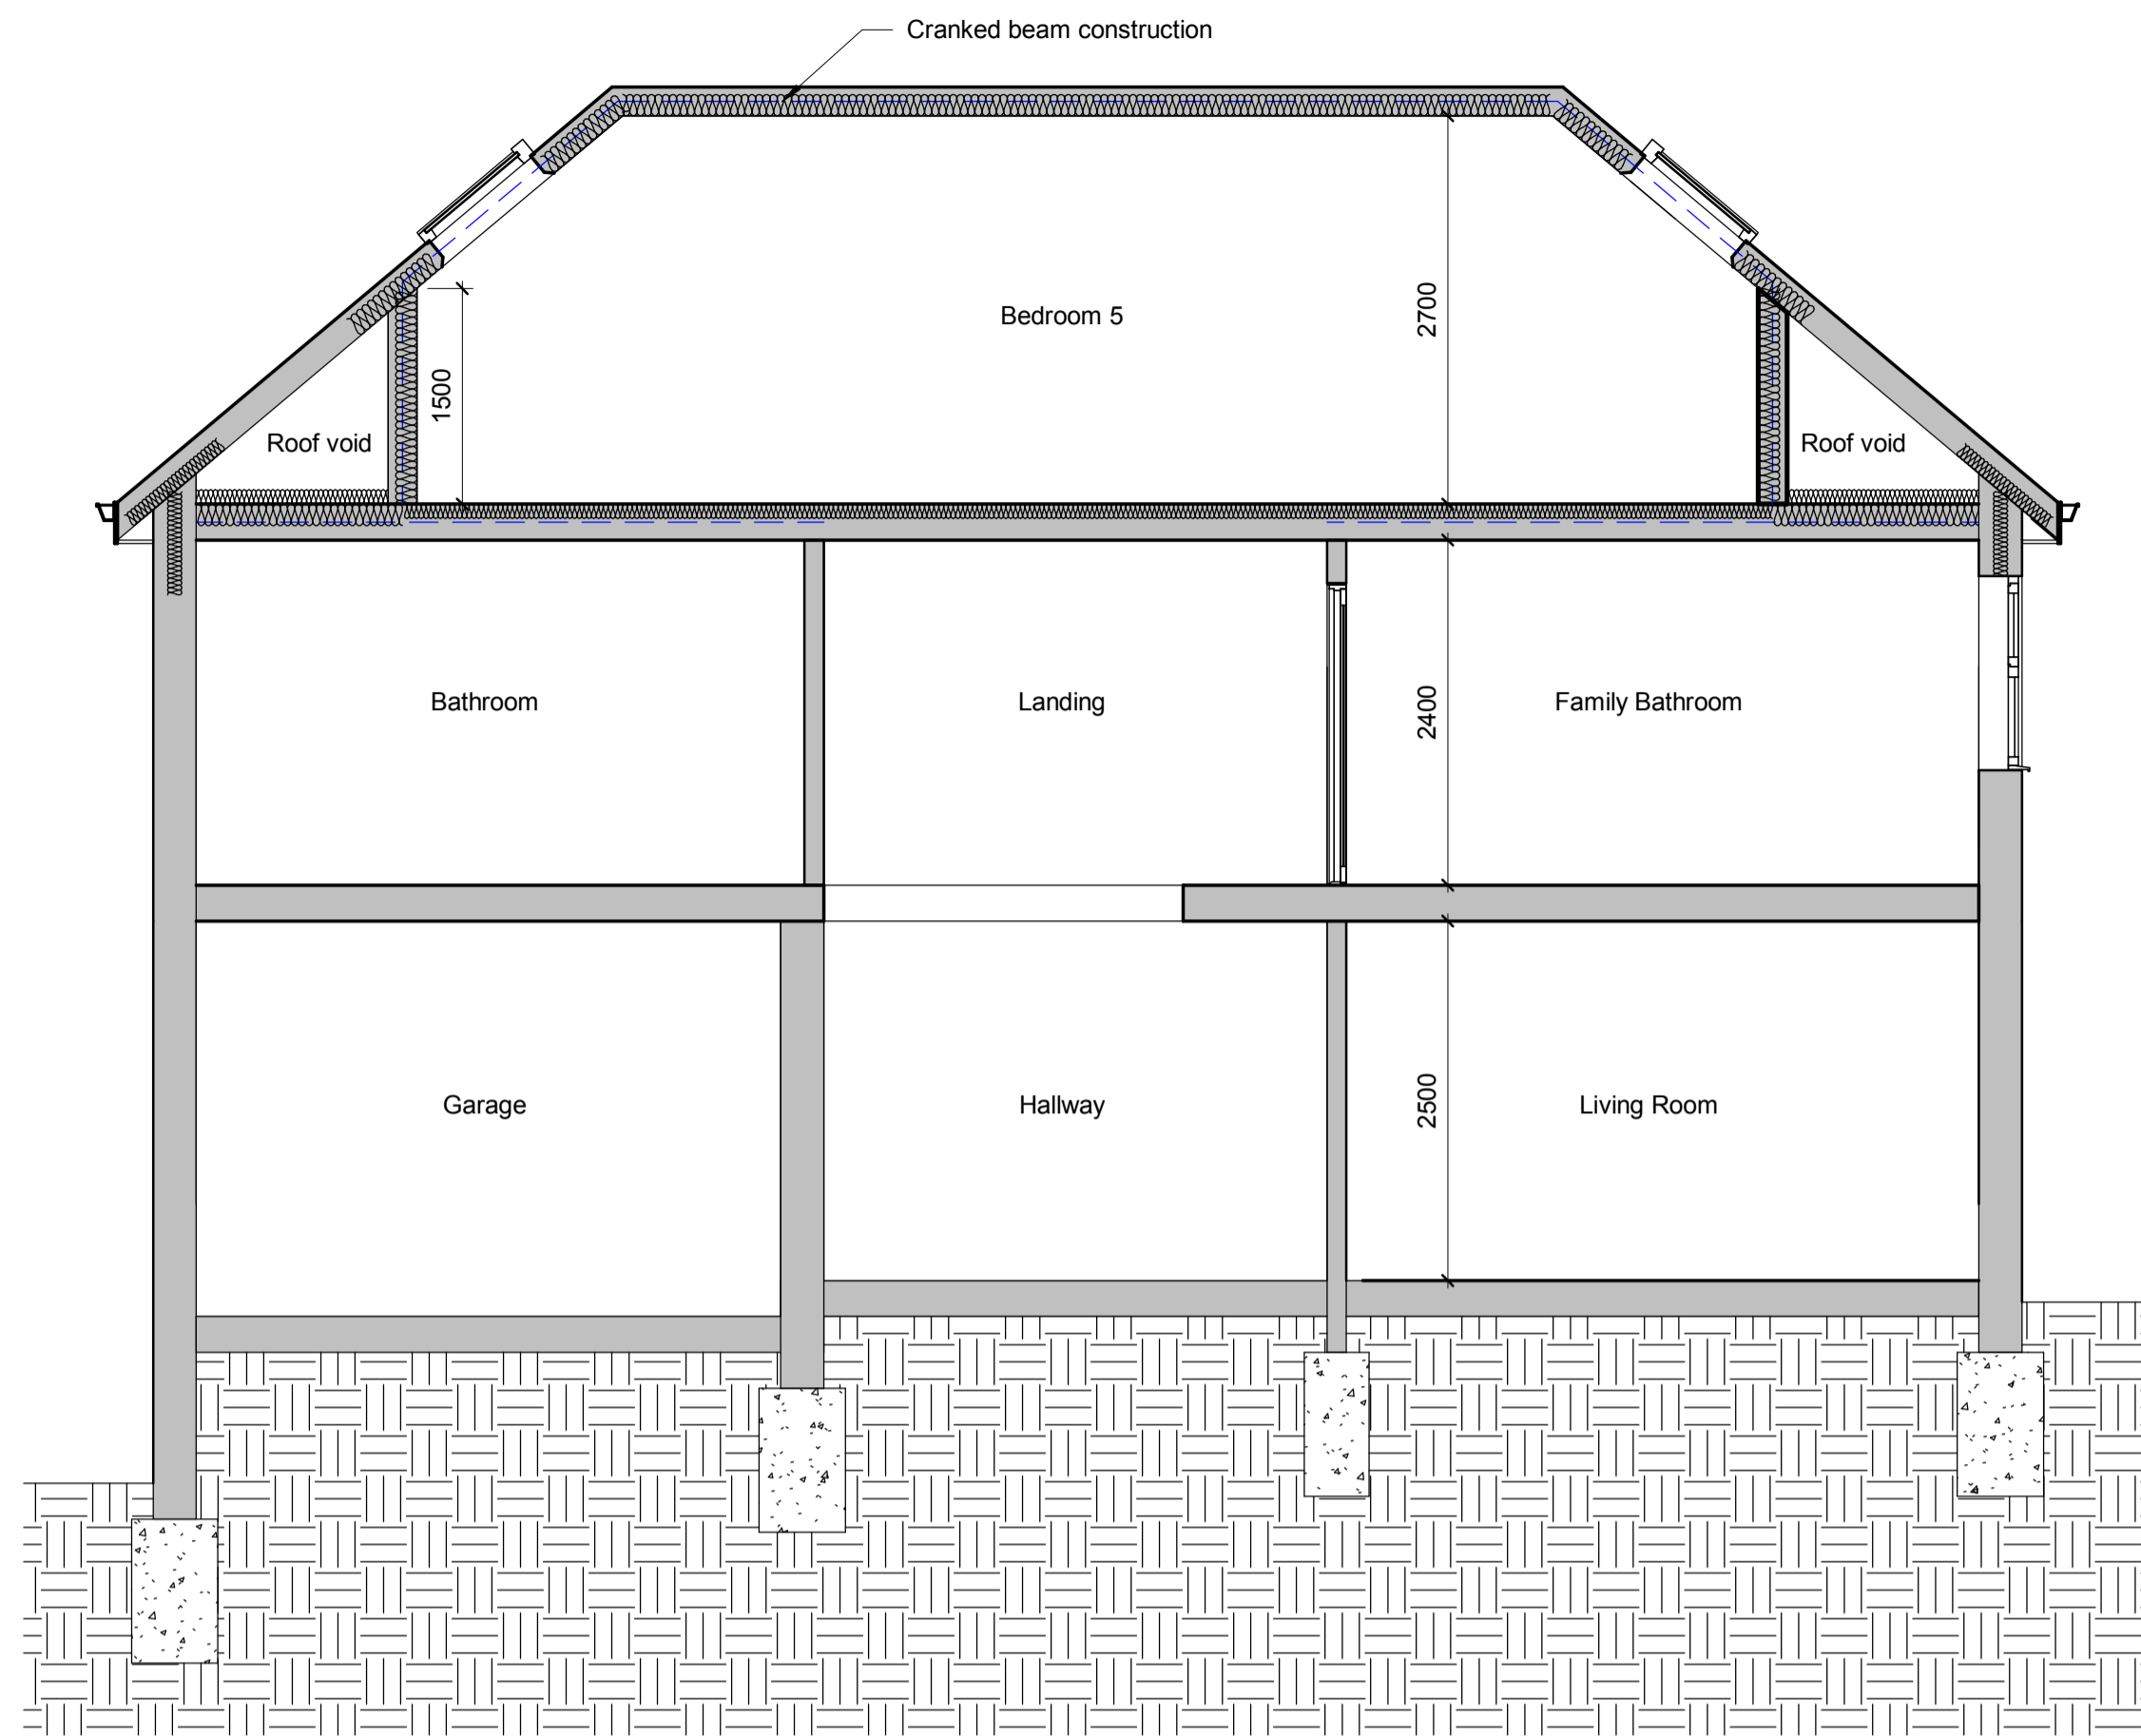 Cranked beam construction
Bedroom 5
2700
1500
Roof void
Roof void
Bathroom
Landing
2400
Family Bathroom
Garage
Hallway
2500
Living Room